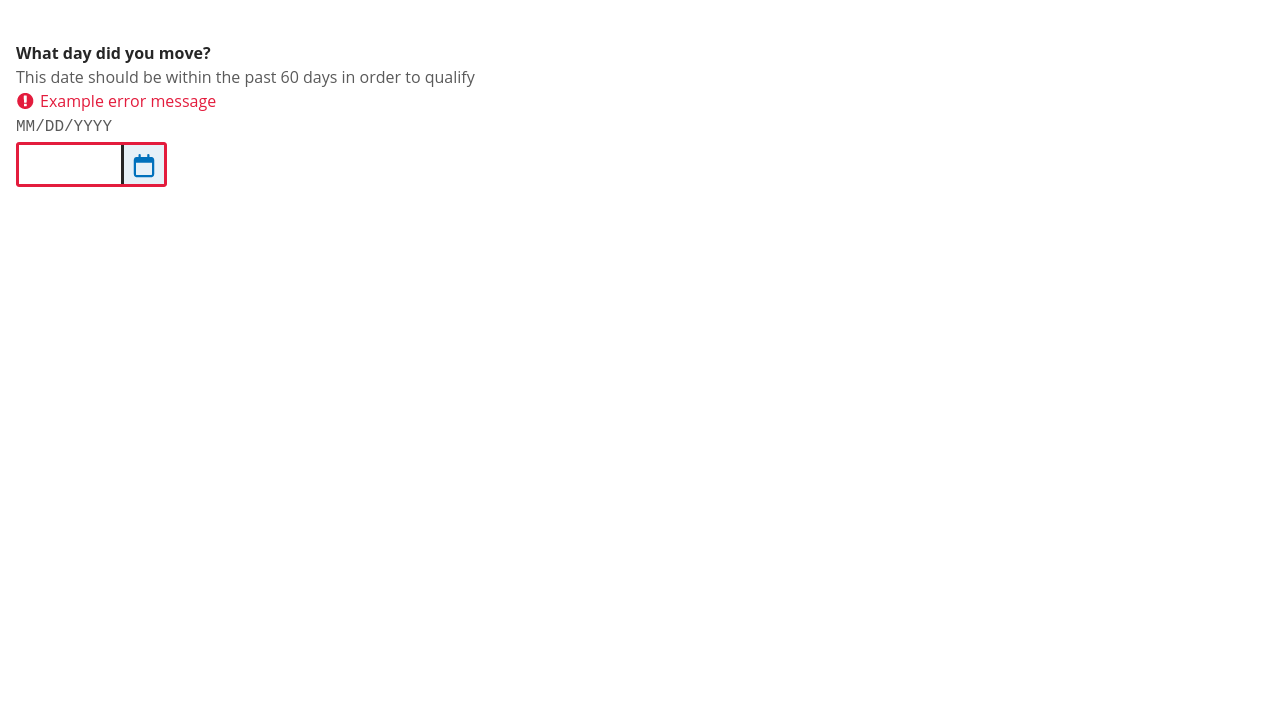 What day did you move?
This date should be within the past 60 days in order to qualify
Example error message
MM/DD/YYYY